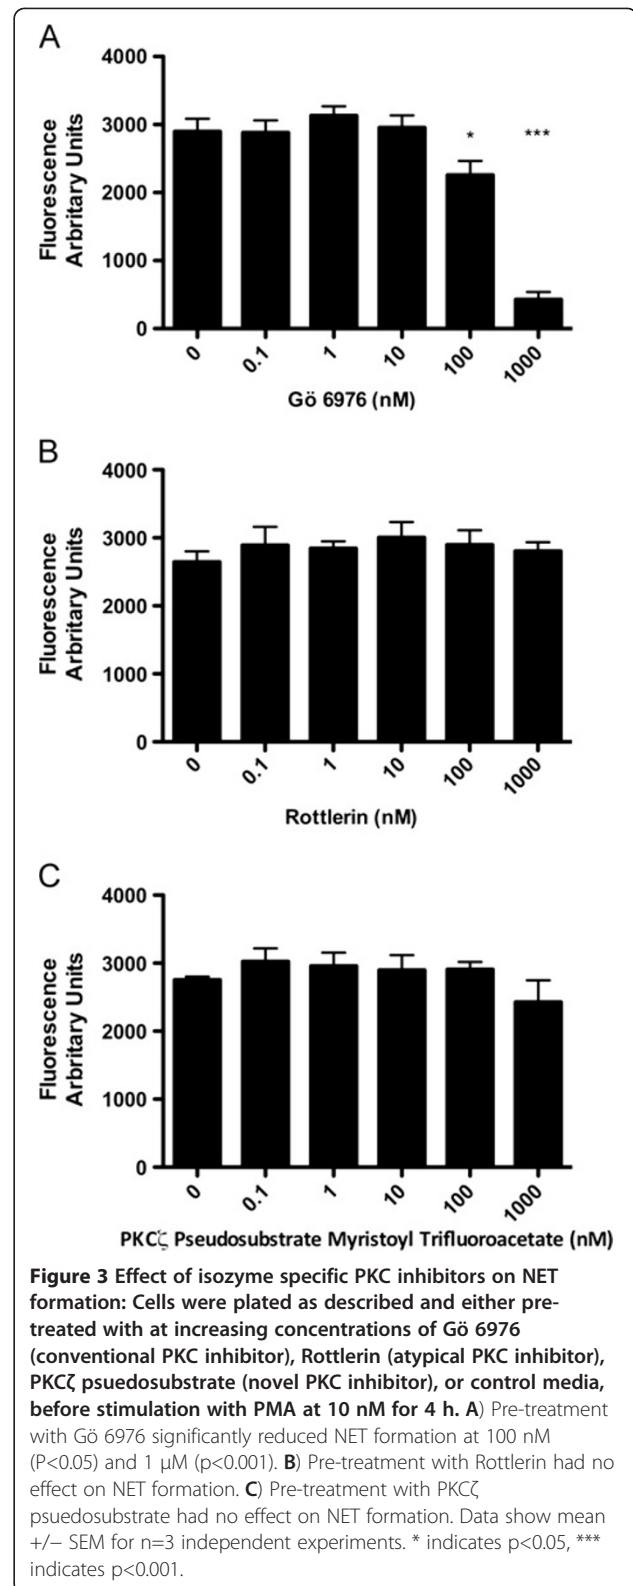 A
4000
3000
2000
1000
0
Fluorescence
Arbritary Units
*
***
0
0.1
1
10
100
1000
Gö 6976 (nM)
B
4000
3000
2000
1000
0
Fluorescence
Arbritary Units
0
0.1
1
10
100
1000
Rottlerin (nM)
C
4000
3000
2000
1000
0
Fluorescence
Arbritary Units
0
0.1
1
10
100
1000
PKCζ Pseudosubstrate Myristoyl Trifluoroacetate (nM)
Figure 3 Effect of isozyme specific PKC inhibitors on NET
formation: Cells were plated as described and either pre-
treated with at increasing concentrations of Gö 6976
(conventional PKC inhibitor), Rottlerin (atypical PKC inhibitor),
PKCζ psuedosubstrate (novel PKC inhibitor), or control media,
before stimulation with PMA at 10 nM for 4 h. A) Pre-treatment
with Gö 6976 significantly reduced NET formation at 100 nM
(P<0.05) and 1 μM (p<0.001). B) Pre-treatment with Rottlerin had no
effect on NET formation. C) Pre-treatment with PKCζ
psuedosubstrate had no effect on NET formation. Data show mean
+/− SEM for n=3 independent experiments. * indicates p<0.05, ***
indicates p<0.001.